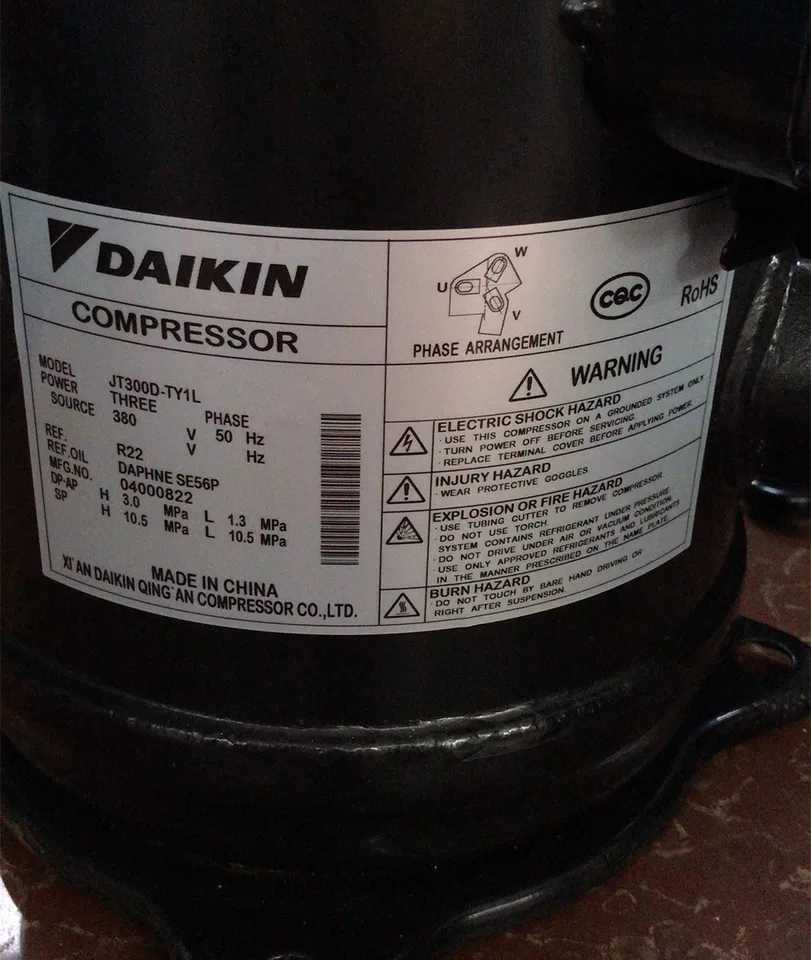 DAIKIN
COMPRESSOR
MODEL JT300D-TY1L
POWER THREE PHASE
SOURCE 380 V 50 Hz
V Hz
REF. R22
REF.OIL DAPHNE SE56P
MFG.NO. 04000822
DP-AP H 3.0 MPa L 1.3 MPa
SP H 10.5 MPa L 10.5 MPa
MADE IN CHINA
XI'AN DAIKIN QING'AN COMPRESSOR CO.,LTD.
W
U
V
PHASE ARRANGEMENT
CQC
RoHS
WARNING
ELECTRIC SHOCK HAZARD
· USE THIS COMPRESSOR ON A GROUNDED SYSTEM ONLY
· TURN POWER OFF BEFORE SERVICING.
· REPLACE TERMINAL COVER BEFORE APPLYING POWER.
INJURY HAZARD
· WEAR PROTECTIVE GOGGLES
EXPLOSION OR FIRE HAZARD
· USE TUBING CUTTER TO REMOVE COMPRESSOR
· DO NOT USE TORCH.
SYSTEM CONTAINS REFRIGERANT UNDER PRESSURE.
· DO NOT DRIVE UNDER AIR OR VACUUM CONDITION.
· USE ONLY APPROVED REFRIGERANTS AND LUBRICANTS
IN THE MANNER PRESCRIBED ON THE NAME PLATE.
BURN HAZARD
· DO NOT TOUCH BY BARE HAND DRIVING OR
RIGHT AFTER SUSPENSION.